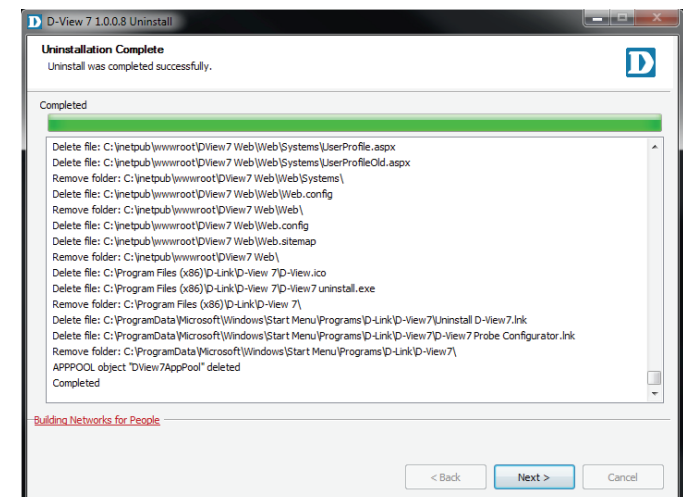 D-View 7 1.0.0.8 Uninstall
Uninstallation Complete
Uninstall was completed successfully.
D
Completed
Delete file: C:\inetpub\wwwroot\DView7 Web\Web\Systems\UserProfile.aspx
Delete file: C:\inetpub\wwwroot\DView7 Web\Web\Systems\UserProfileOld.aspx
Remove folder: C:\inetpub\wwwroot\DView7 Web\Web\Systems\
Delete file: C:\inetpub\wwwroot\DView7 Web\Web\Web.config
Remove folder: C:\inetpub\wwwroot\DView7 Web\Web\
Delete file: C:\inetpub\wwwroot\DView7 Web\Web.config
Delete file: C:\inetpub\wwwroot\DView7 Web\Web.sitemap
Remove folder: C:\inetpub\wwwroot\DView7 Web\
Delete file: C:\Program Files (x86)\D-Link\D-View 7\D-View.ico
Delete file: C:\Program Files (x86)\D-Link\D-View 7\D-View7 uninstall.exe
Remove folder: C:\Program Files (x86)\D-Link\D-View 7\
Delete file: C:\ProgramData\Microsoft\Windows\Start Menu\Programs\D-Link\D-View7\Uninstall D-View7.lnk
Delete file: C:\ProgramData\Microsoft\Windows\Start Menu\Programs\D-Link\D-View7\D-View7 Probe Configurator.lnk
Remove folder: C:\ProgramData\Microsoft\Windows\Start Menu\Programs\D-Link\D-View7\
APPPOOL object "DView7AppPool" deleted
Completed
Building Networks for People
< Back
Next >
Cancel